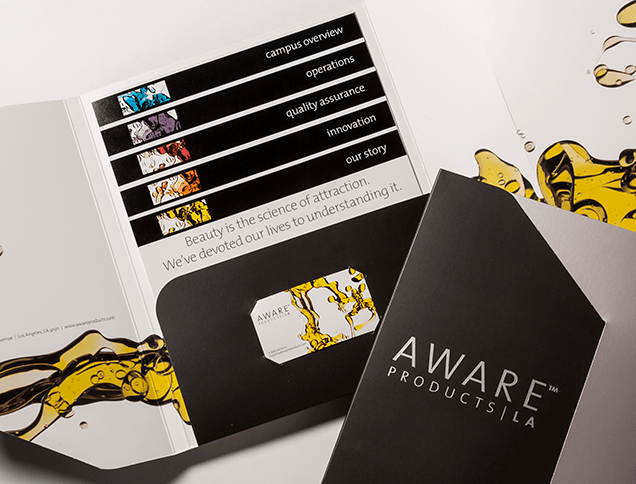 campus overview
operations
quality assurance
innovation
our story
Beauty is the science of attraction.
We've devoted our lives to understanding it.
AWARE
PRODUCTS|LA
Los Angeles, CA 91311 | www.awareproducts.com
AWARE™
PRODUCTS|LA